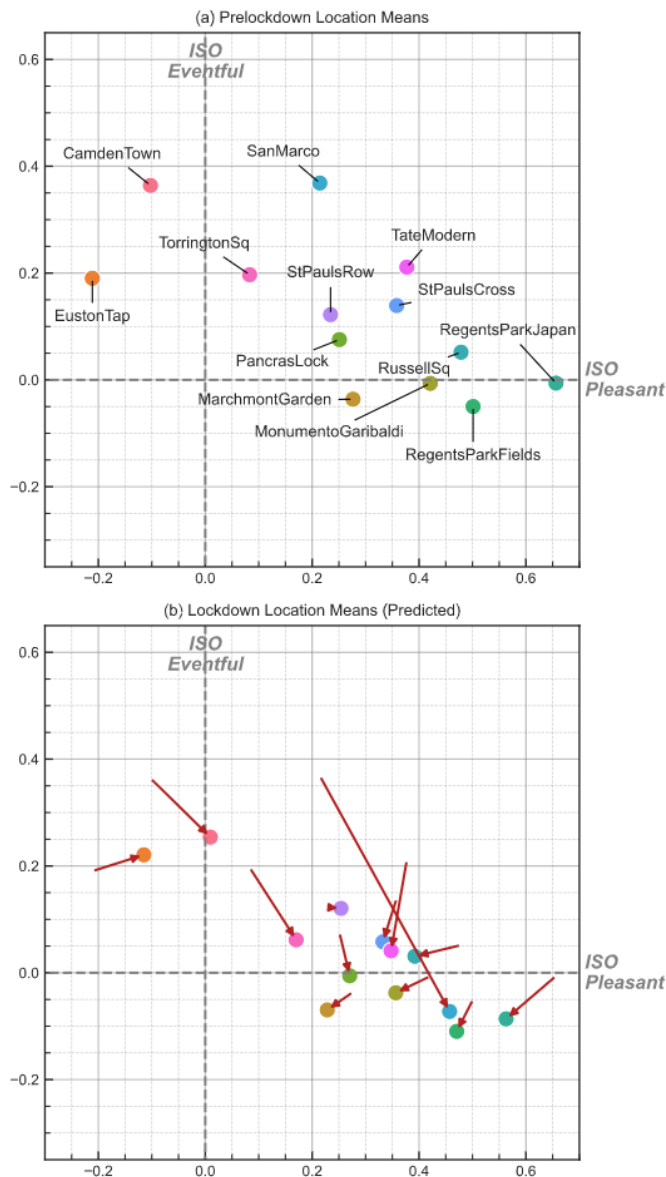 (a) Prelockdown Location Means
ISO
Eventful
0.6
0.4
0.2
0.0
−0.2
CamdenTown
SanMarco
TorringtonSq
TateModern
StPaulsRow
StPaulsCross
EustonTap
RegentsParkJapan
PancrasLock
RussellSq
ISO
Pleasant
MarchmontGarden
MonumentoGaribaldi
RegentsParkFields
−0.2
0.0
0.2
0.4
0.6
(b) Lockdown Location Means (Predicted)
ISO
Eventful
0.6
0.4
0.2
0.0
−0.2
ISO
Pleasant
−0.2
0.0
0.2
0.4
0.6